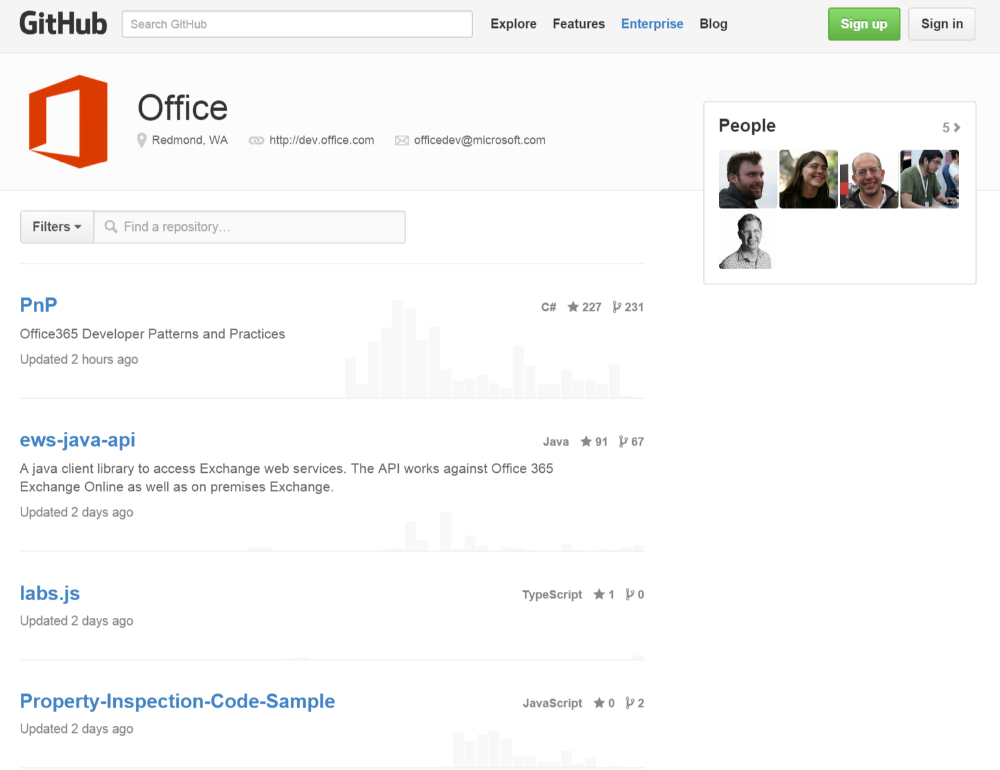 GitHub Search GitHub Explore Features Enterprise Blog Sign up Sign in
Office
Redmond, WA http://dev.office.com officedev@microsoft.com
People 5
Filters Find a repository…
PnP C# 227 231
Office365 Developer Patterns and Practices
Updated 2 hours ago
ews-java-api Java 91 67
A java client library to access Exchange web services. The API works against Office 365
Exchange Online as well as on premises Exchange.
Updated 2 days ago
labs.js TypeScript 1 0
Updated 2 days ago
Property-Inspection-Code-Sample JavaScript 0 2
Updated 2 days ago